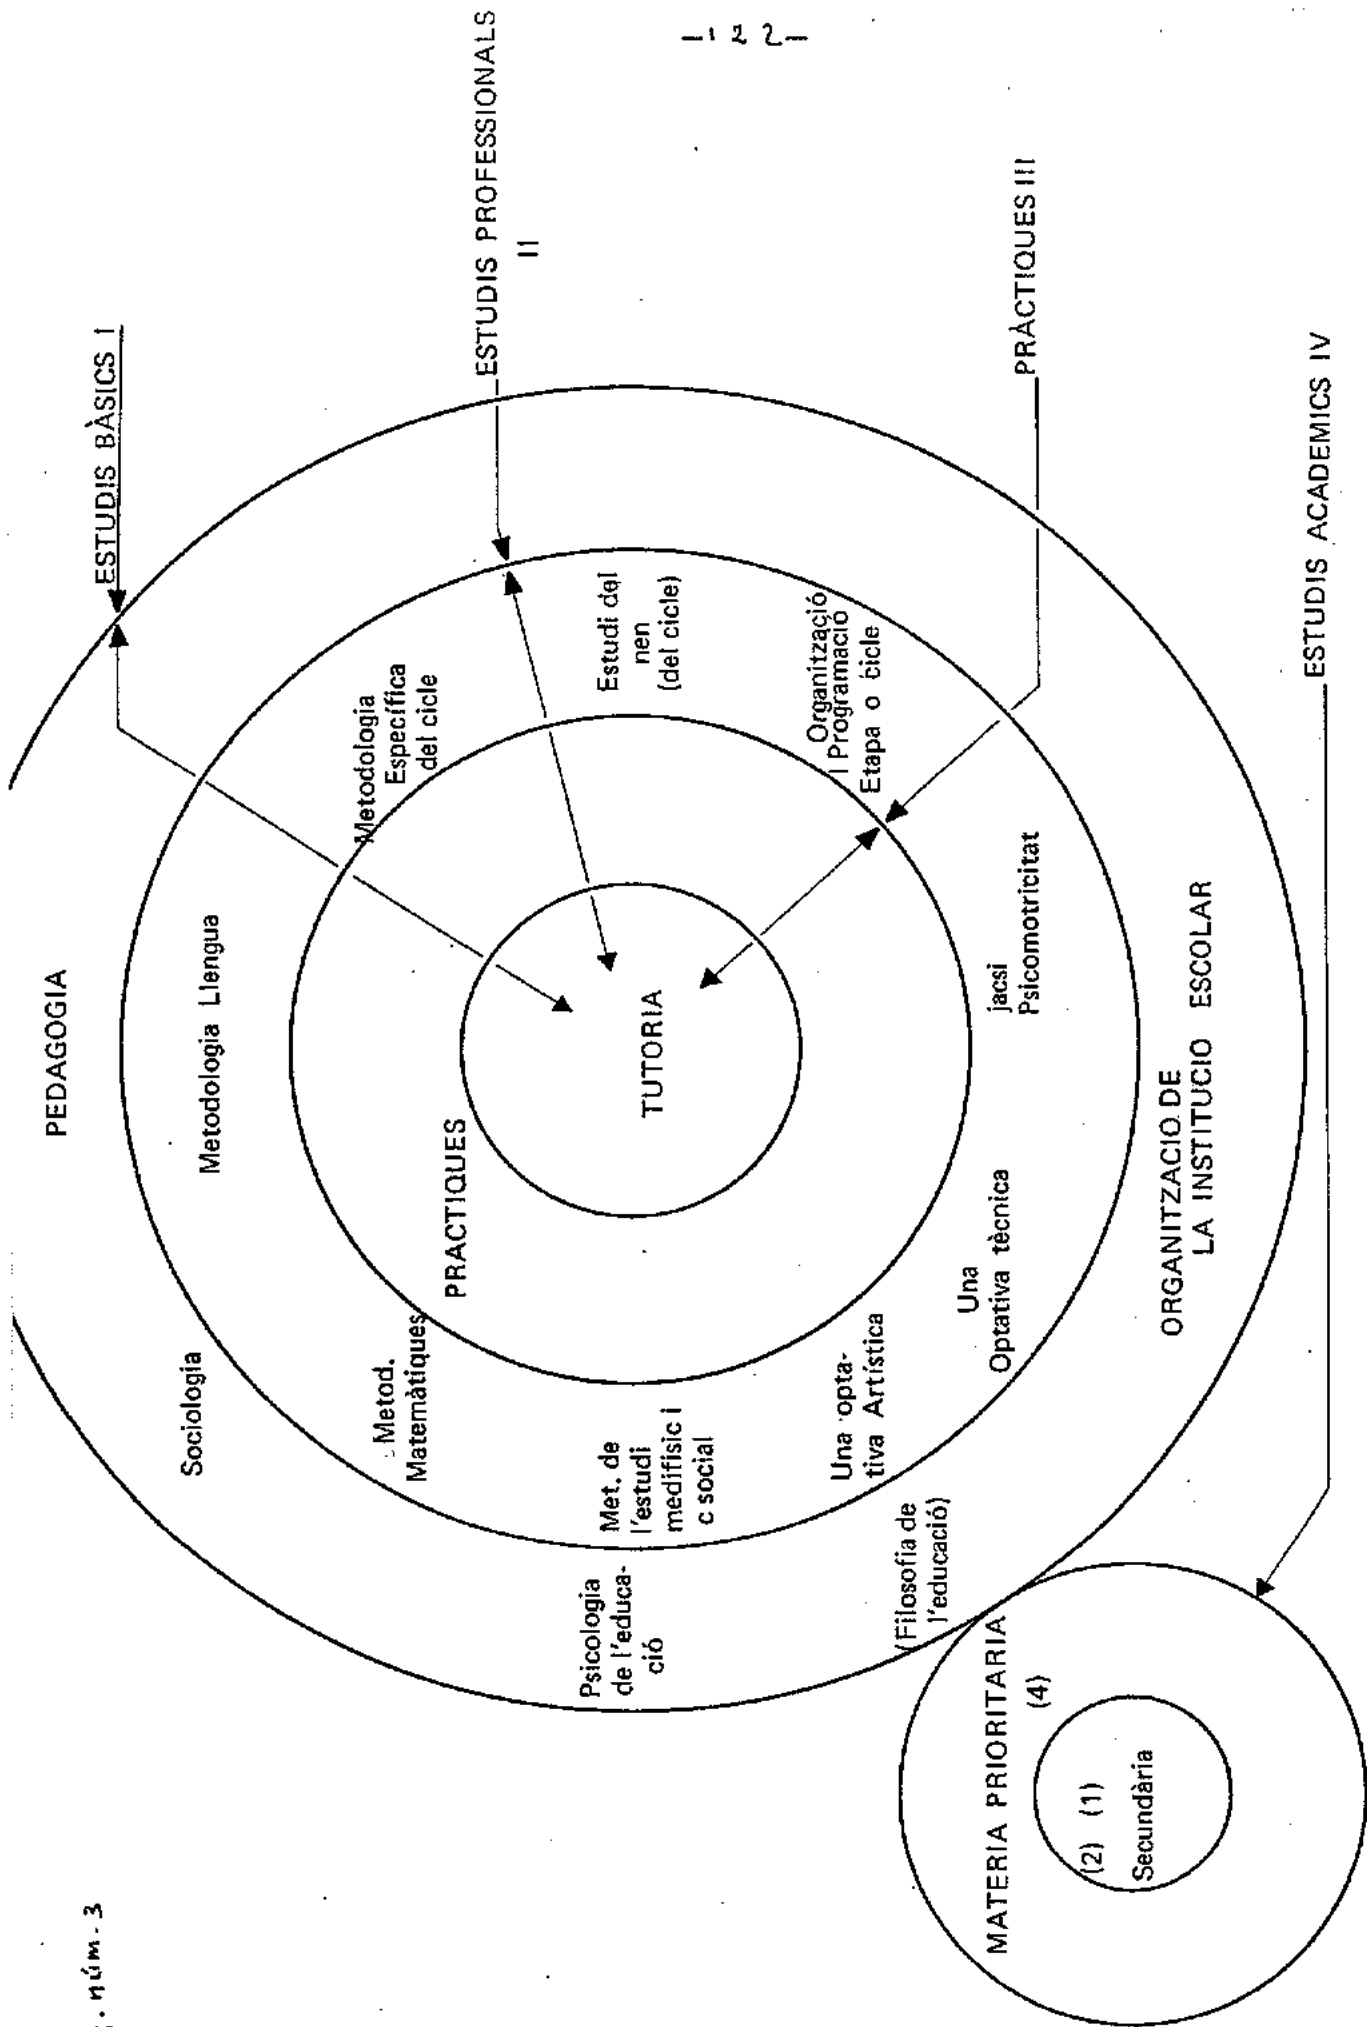 —122—
núm. 3
ESTUDIS BÀSICS I
ESTUDIS PROFESSIONALS
II
PRÀCTIQUES III
ESTUDIS ACADEMICS IV
PEDAGOGIA
Sociologia
Psicologia
de l'educa-
ció
(Filosofia de
l'educació)
ORGANITZACIO DE
LA INSTITUCIO ESCOLAR
Metodologia Llengua
Metodologia
Específica
del cicle
Estudi del
nen
(del cicle)
Organització
I Programació
Etapa o cicle
jacsi
Psicomotricitat
Una
Optativa tècnica
Una opta-
tiva Artística
Met. de
l'estudi
medifisic i
c social
Metod.
Matemàtiques
PRACTIQUES
TUTORIA
MATERIA PRIORITARIA
(4)
(2) (1)
Secundària